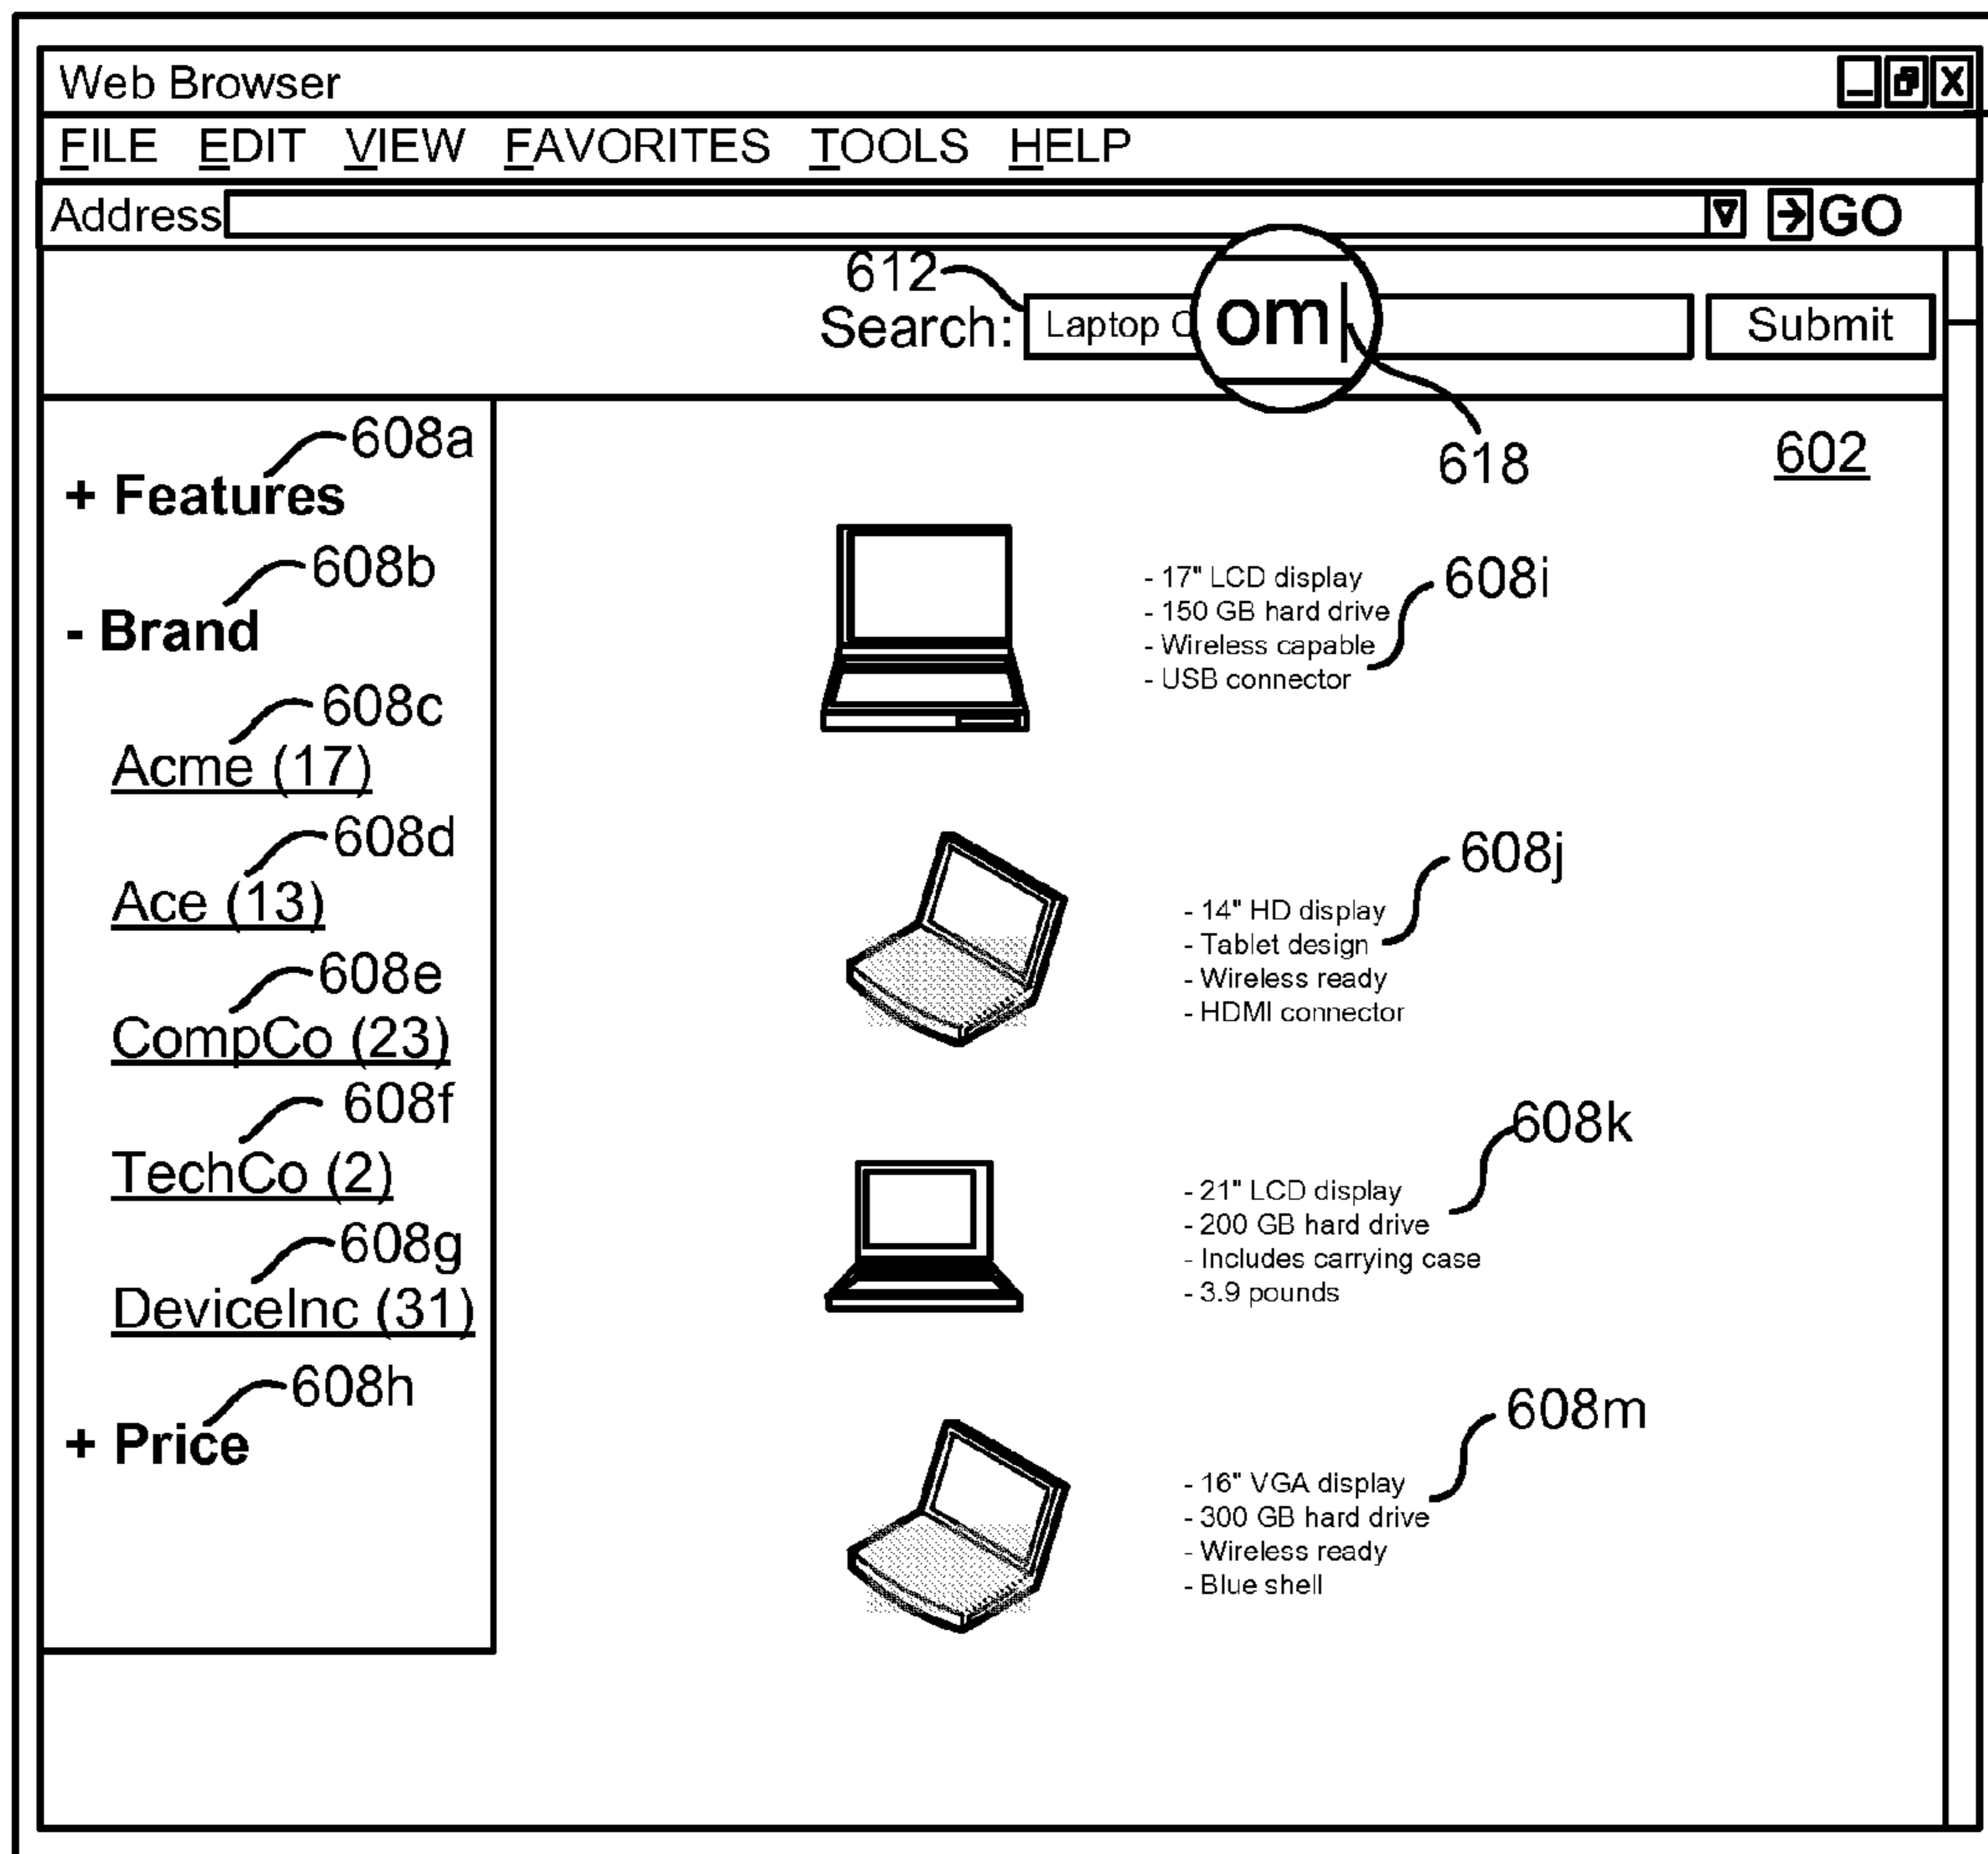 Web Browser
FILE EDIT VIEW FAVORITES TOOLS HELP
Address GO
612
Search: Laptop C om Submit
618
602
608a
+ Features
608b
- Brand
608c
Acme (17)
608d
Ace (13)
608e
CompCo (23)
608f
TechCo (2)
608g
DeviceInc (31)
608h
+ Price
- 17" LCD display
- 150 GB hard drive
- Wireless capable
- USB connector
608i
608j
- 14" HD display
- Tablet design
- Wireless ready
- HDMI connector
608k
- 21" LCD display
- 200 GB hard drive
- Includes carrying case
- 3.9 pounds
608m
- 16" VGA display
- 300 GB hard drive
- Wireless ready
- Blue shell